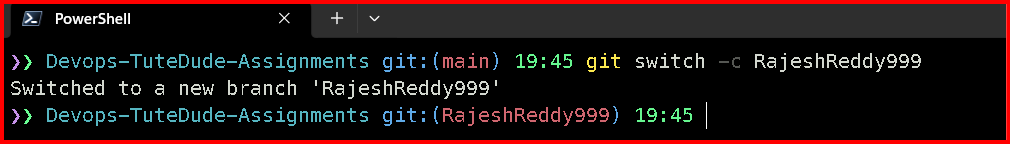 PowerShell
❯❯ Devops-TuteDude-Assignments git:(main) 19:45 git switch -c RajeshReddy999
Switched to a new branch 'RajeshReddy999'
❯❯ Devops-TuteDude-Assignments git:(RajeshReddy999) 19:45